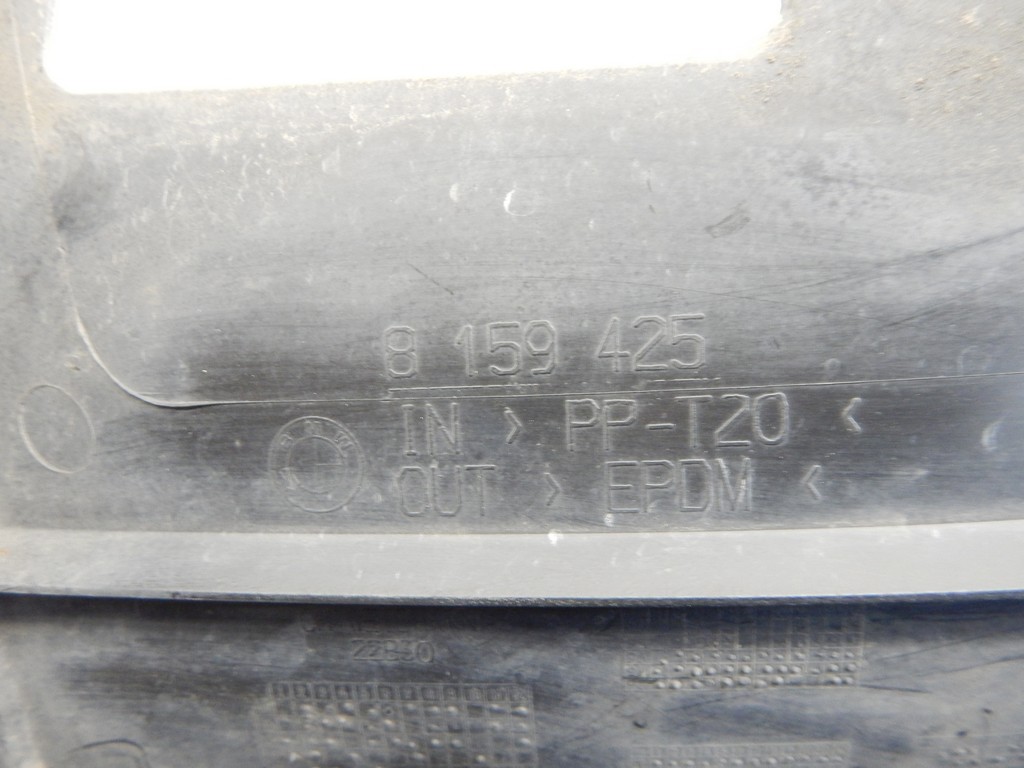 8 159 425
IN > PP-T20 <
OUT > EPDM <